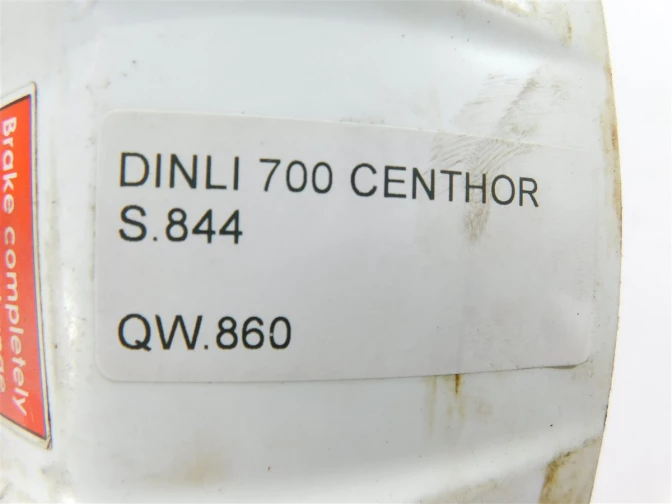 DINLI 700 CENTHOR
S.844
QW.860
Brake completely